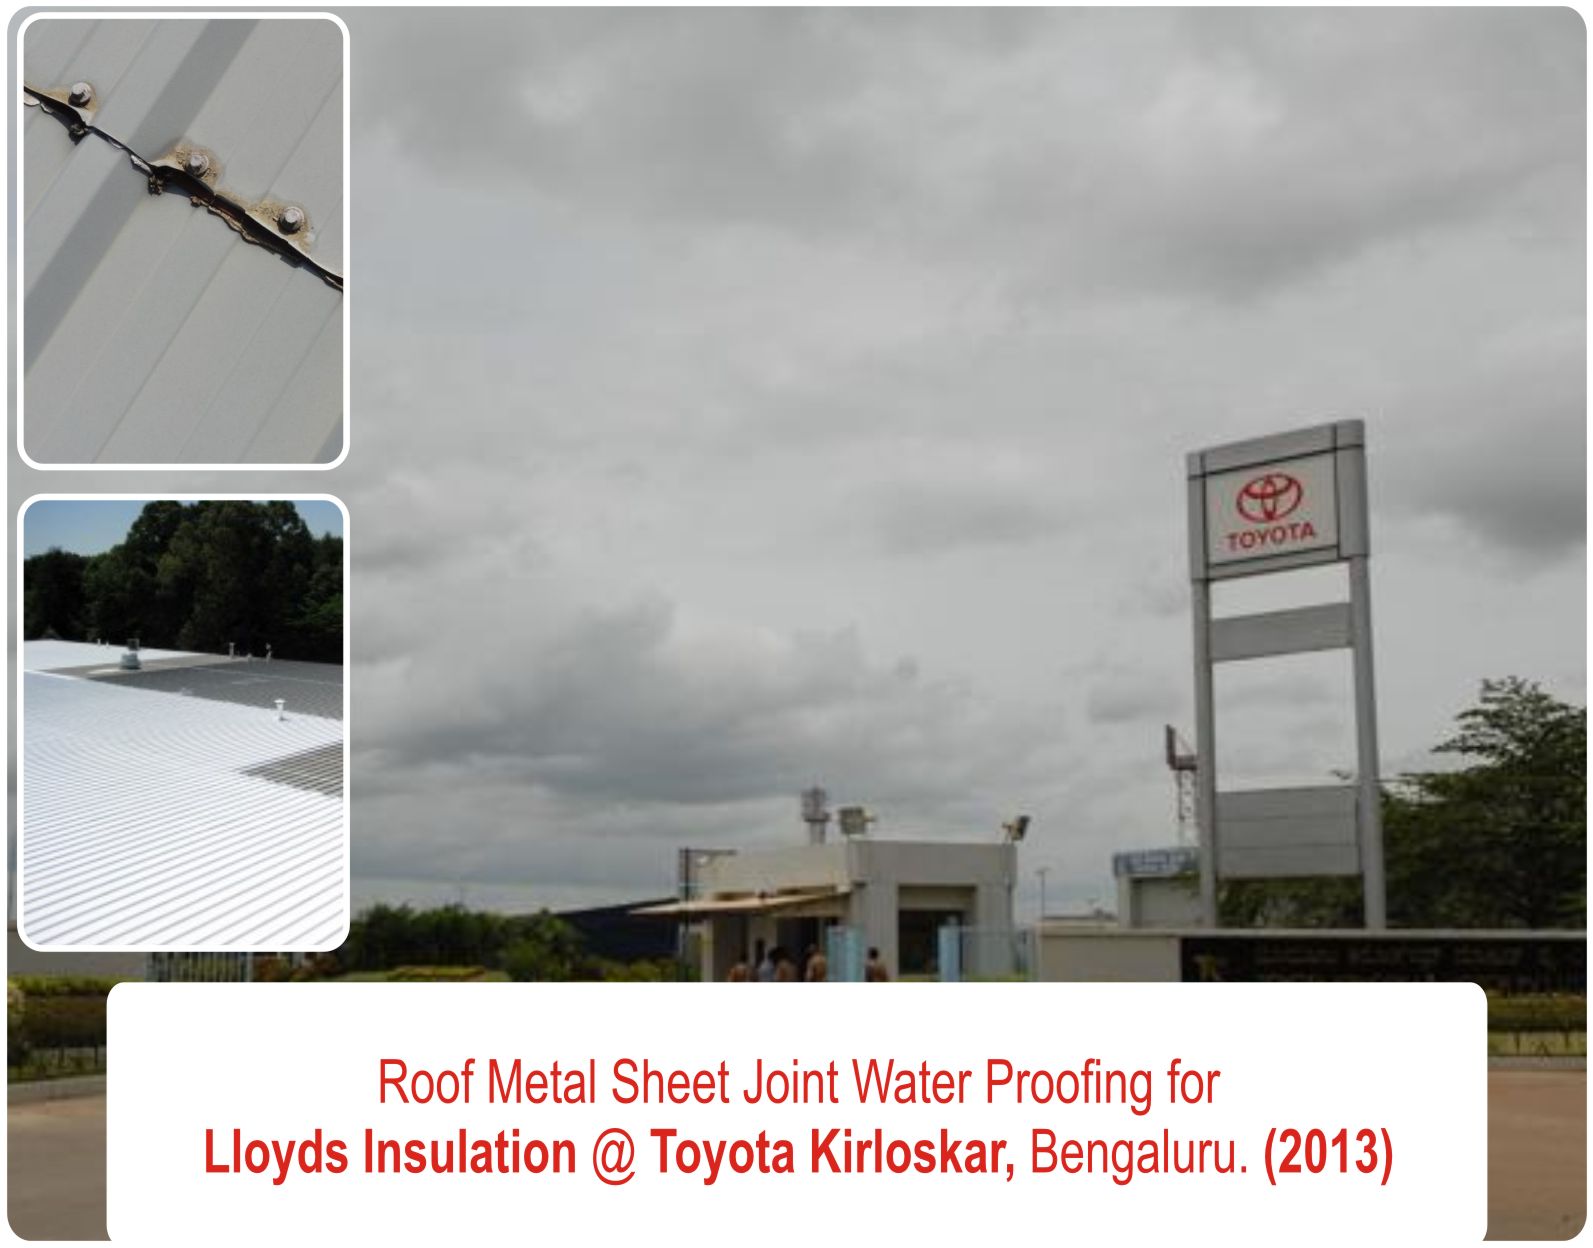 TOYOTA
Roof Metal Sheet Joint Water Proofing for
Lloyds Insulation @ Toyota Kirloskar, Bengaluru. (2013)